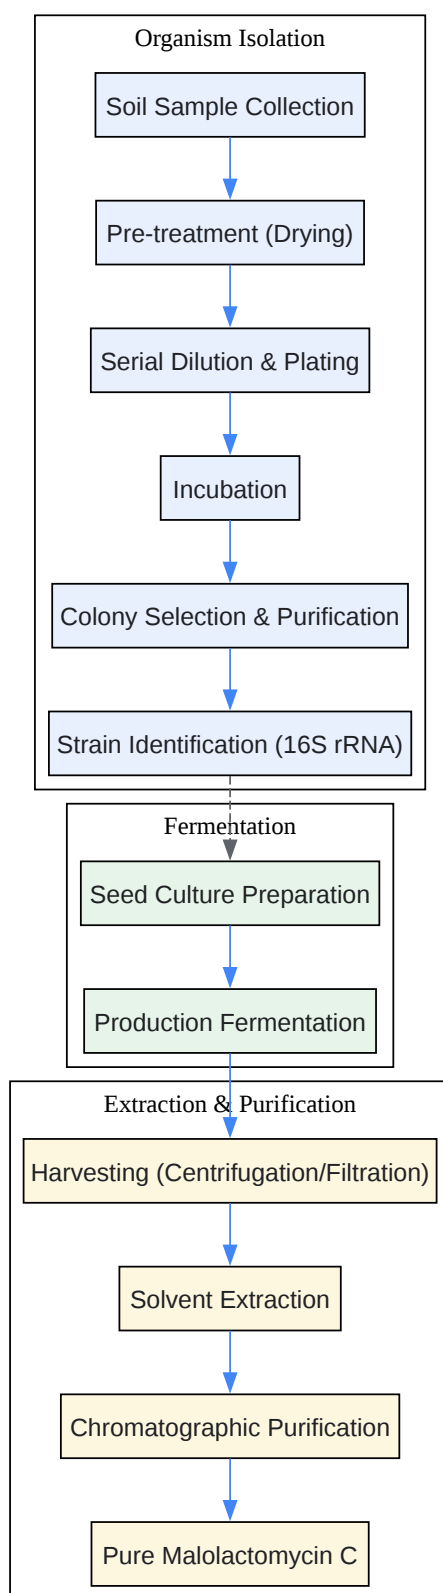 Organism Isolation
Soil Sample Collection
Pre-treatment (Drying)
Serial Dilution & Plating
Incubation
Colony Selection & Purification
Strain Identification (16S rRNA)
Fermentation
Seed Culture Preparation
Production Fermentation
Extraction & Purification
Harvesting (Centrifugation/Filtration)
Solvent Extraction
Chromatographic Purification
Pure Malolactomycin C